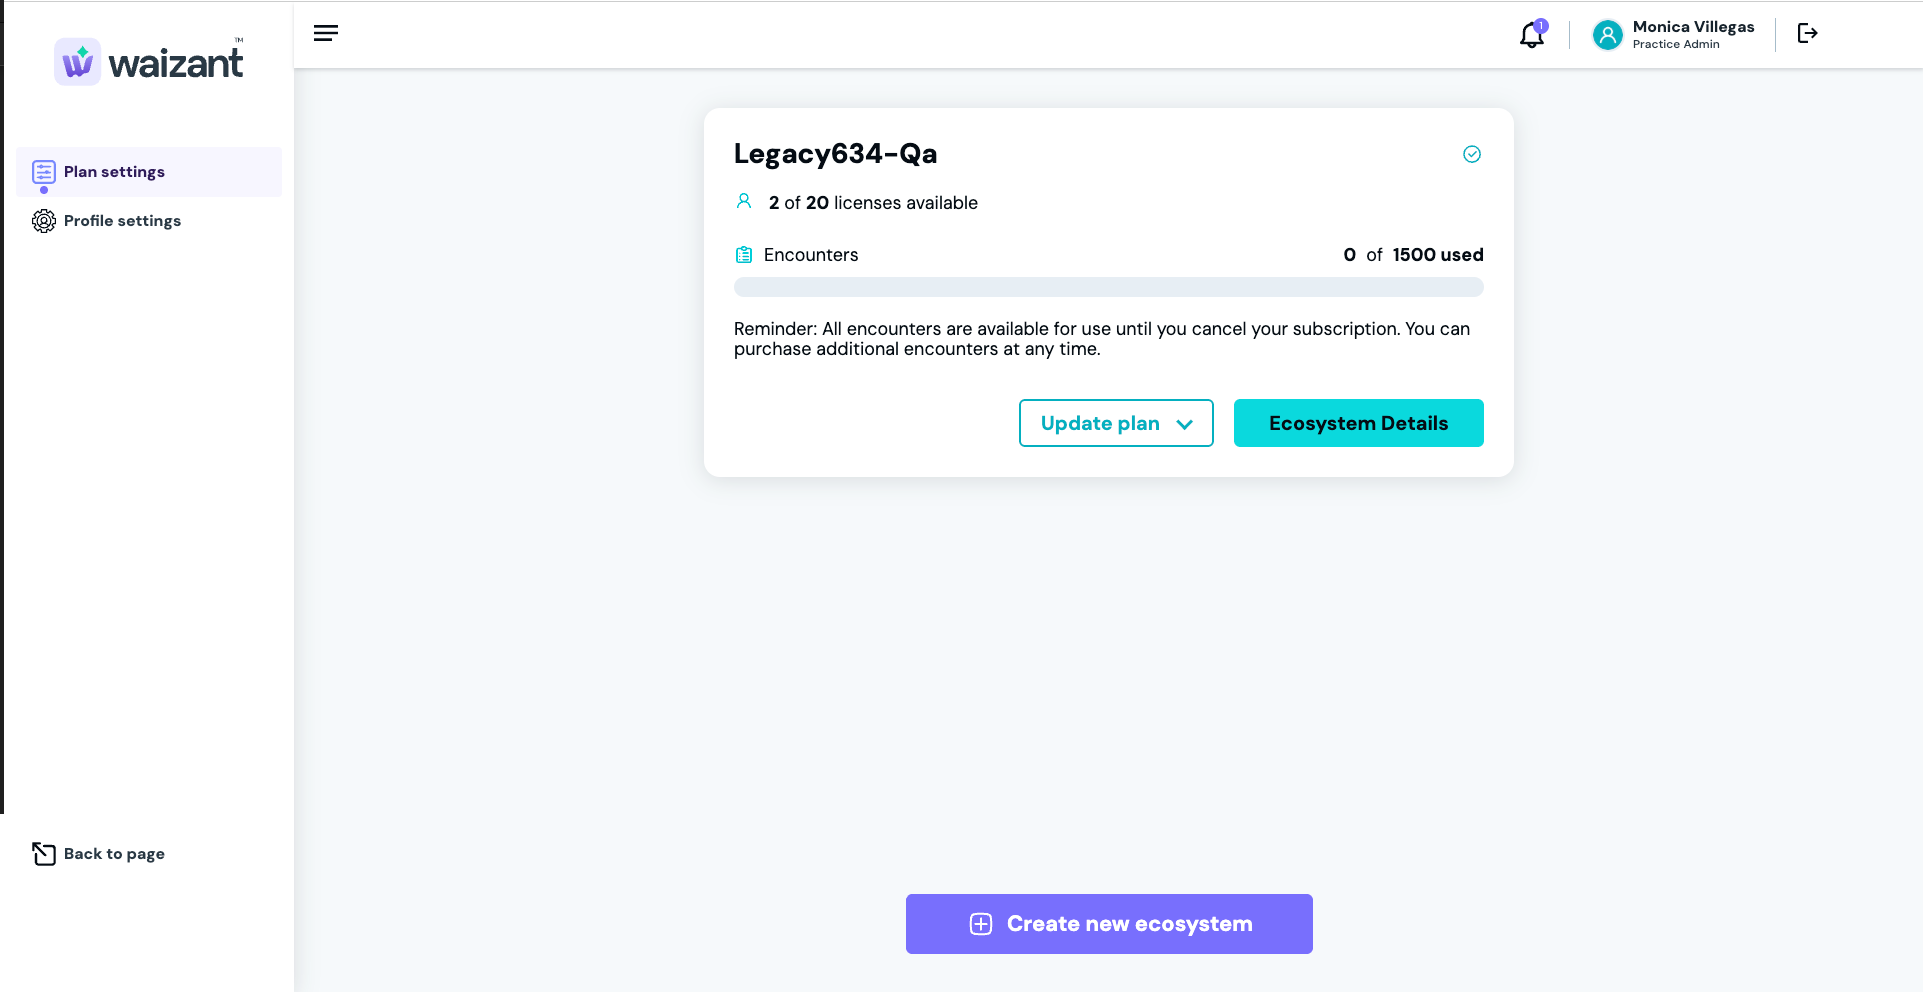 waizant™
Plan settings
Profile settings
Back to page
1
Monica Villegas
Practice Admin
Legacy634-Qa
2 of 20 licenses available
Encounters
0 of 1500 used
Reminder: All encounters are available for use until you cancel your subscription. You can
purchase additional encounters at any time.
Update plan
Ecosystem Details
Create new ecosystem